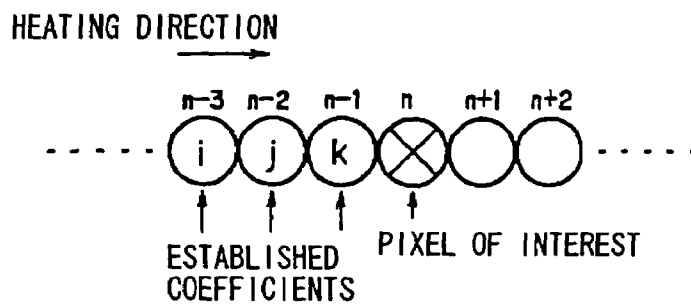 HEATING DIRECTION
n-3 n-2 n-1 n n+1 n+2
i j k
ESTABLISHED PIXEL OF INTEREST
COEFFICIENTS